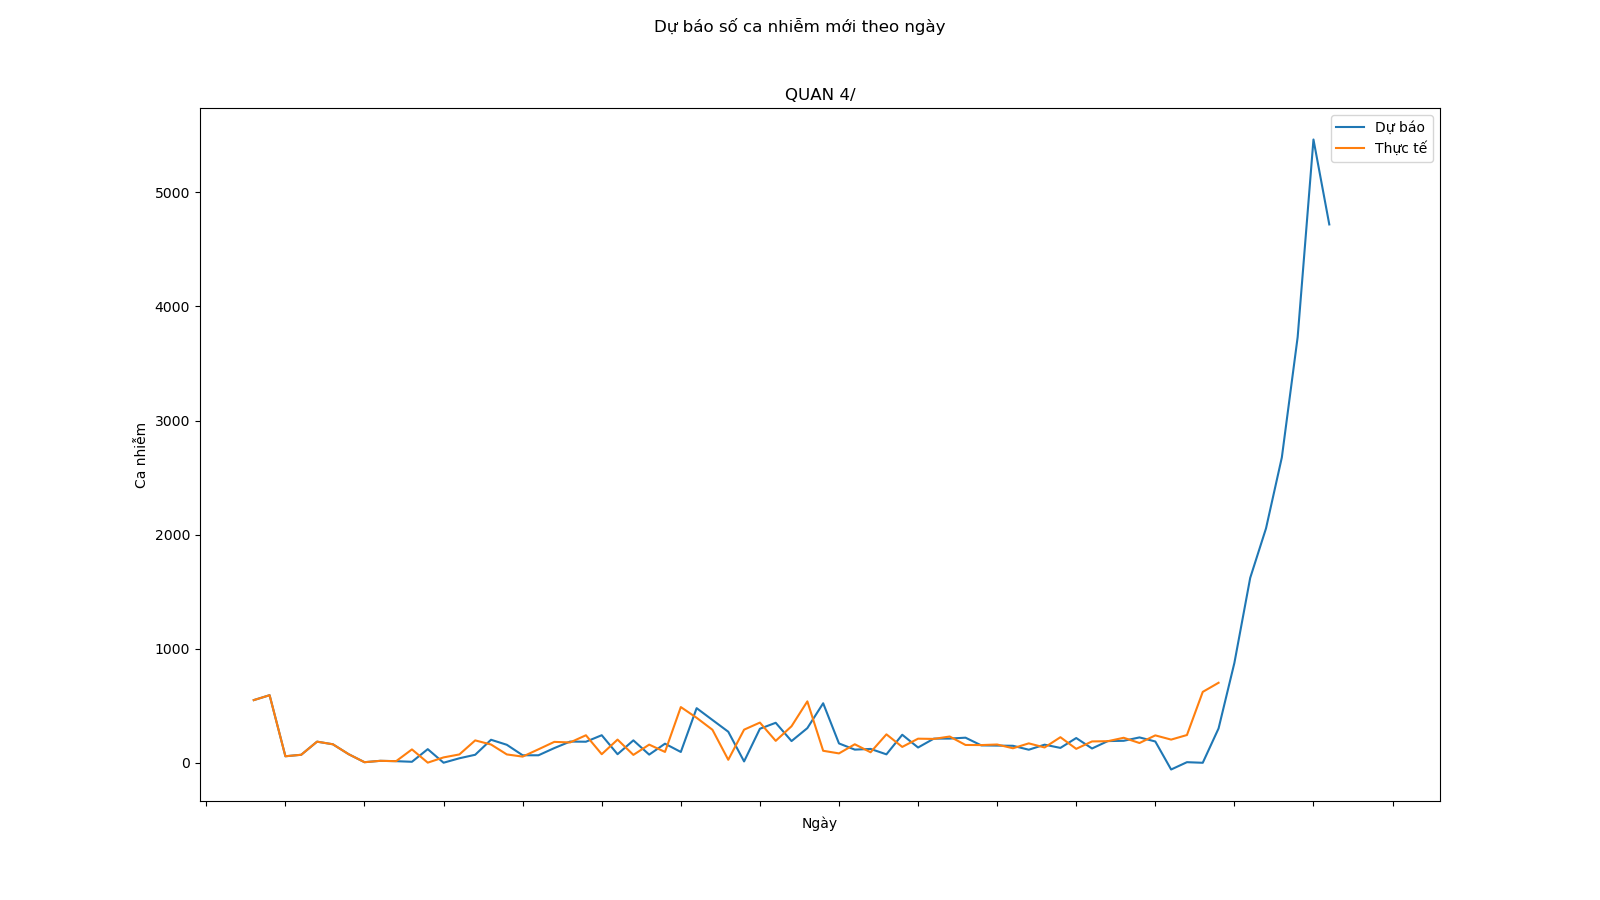 Dự báo số ca nhiễm mới theo ngày
QUAN 4/
Dự báo
Thực tế
5000
4000
3000
2000
1000
0
Ca nhiễm
Ngày